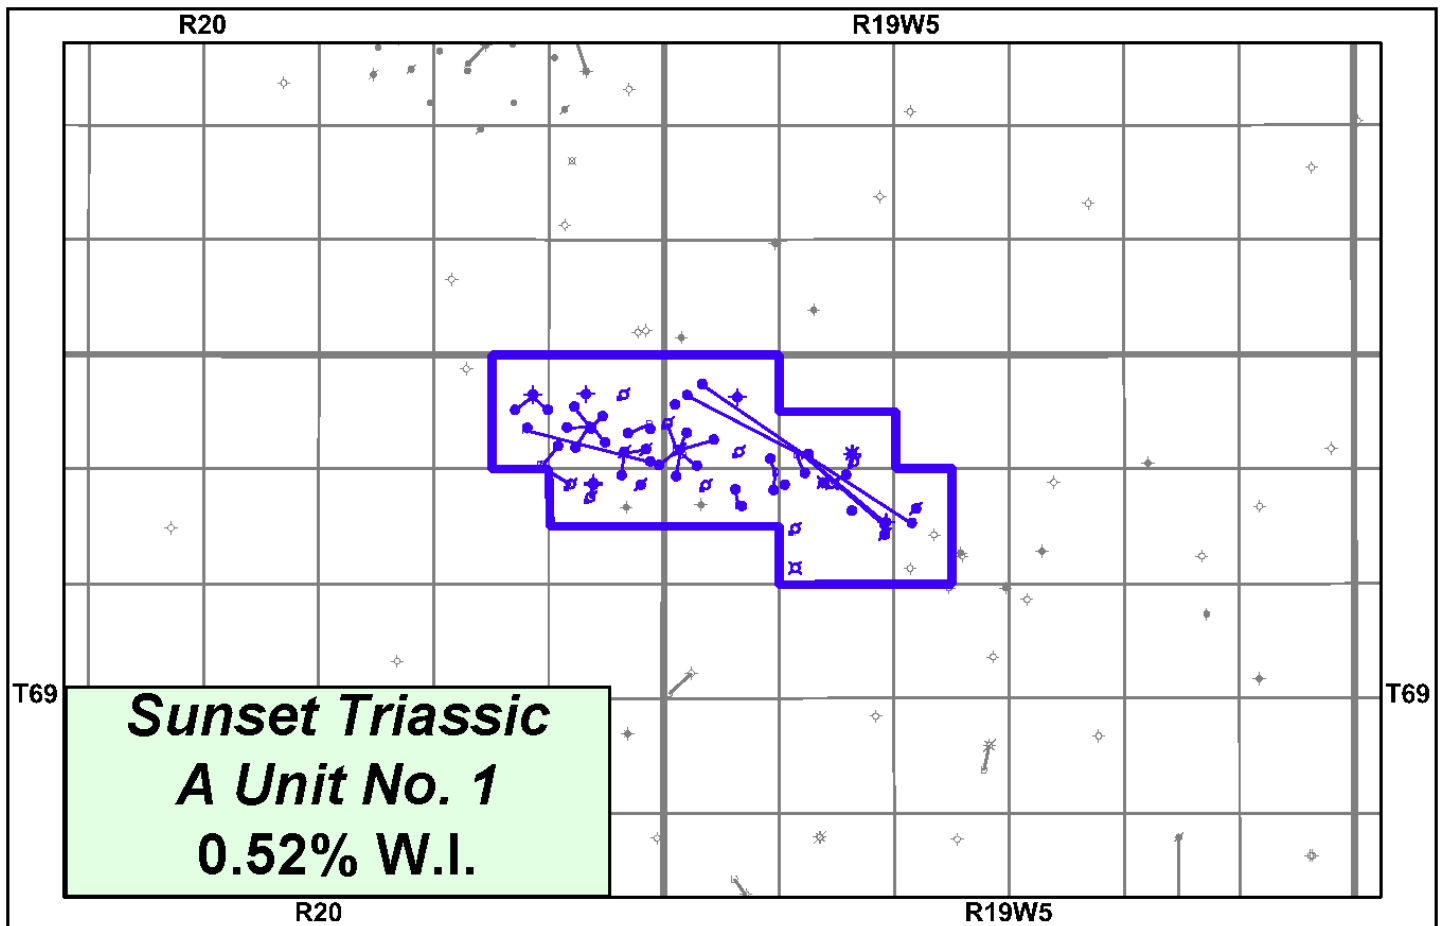 R20 R19W5
T69 T69
Sunset Triassic
A Unit No. 1
0.52% W.I.
R20 R19W5